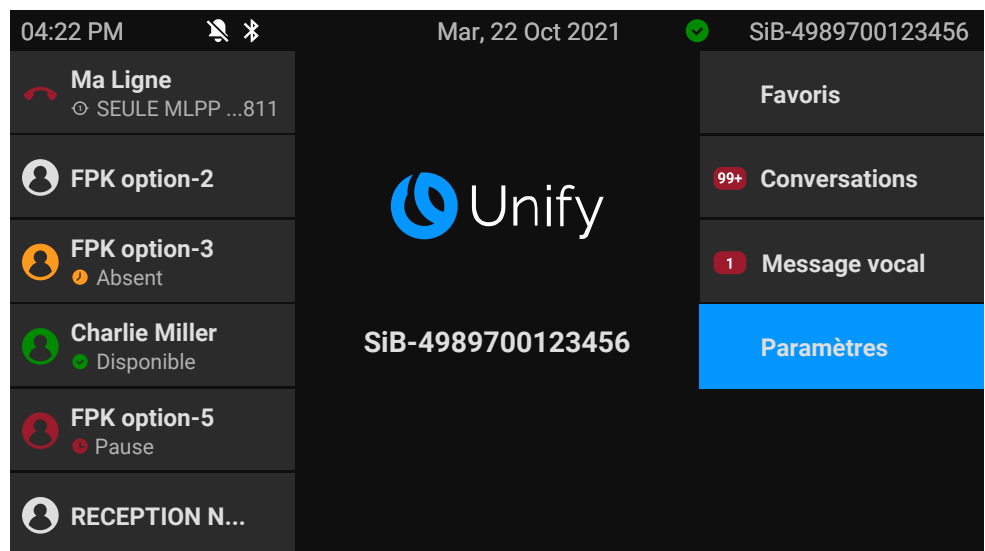 04:22 PM
Mar, 22 Oct 2021
SiB-4989700123456
Ma Ligne
SEULE MLPP ...811
FPK option-2
FPK option-3
Absent
Charlie Miller
Disponible
FPK option-5
Pause
RECEPTION N...
Unify
SiB-4989700123456
Favoris
99+ Conversations
1 Message vocal
Paramètres